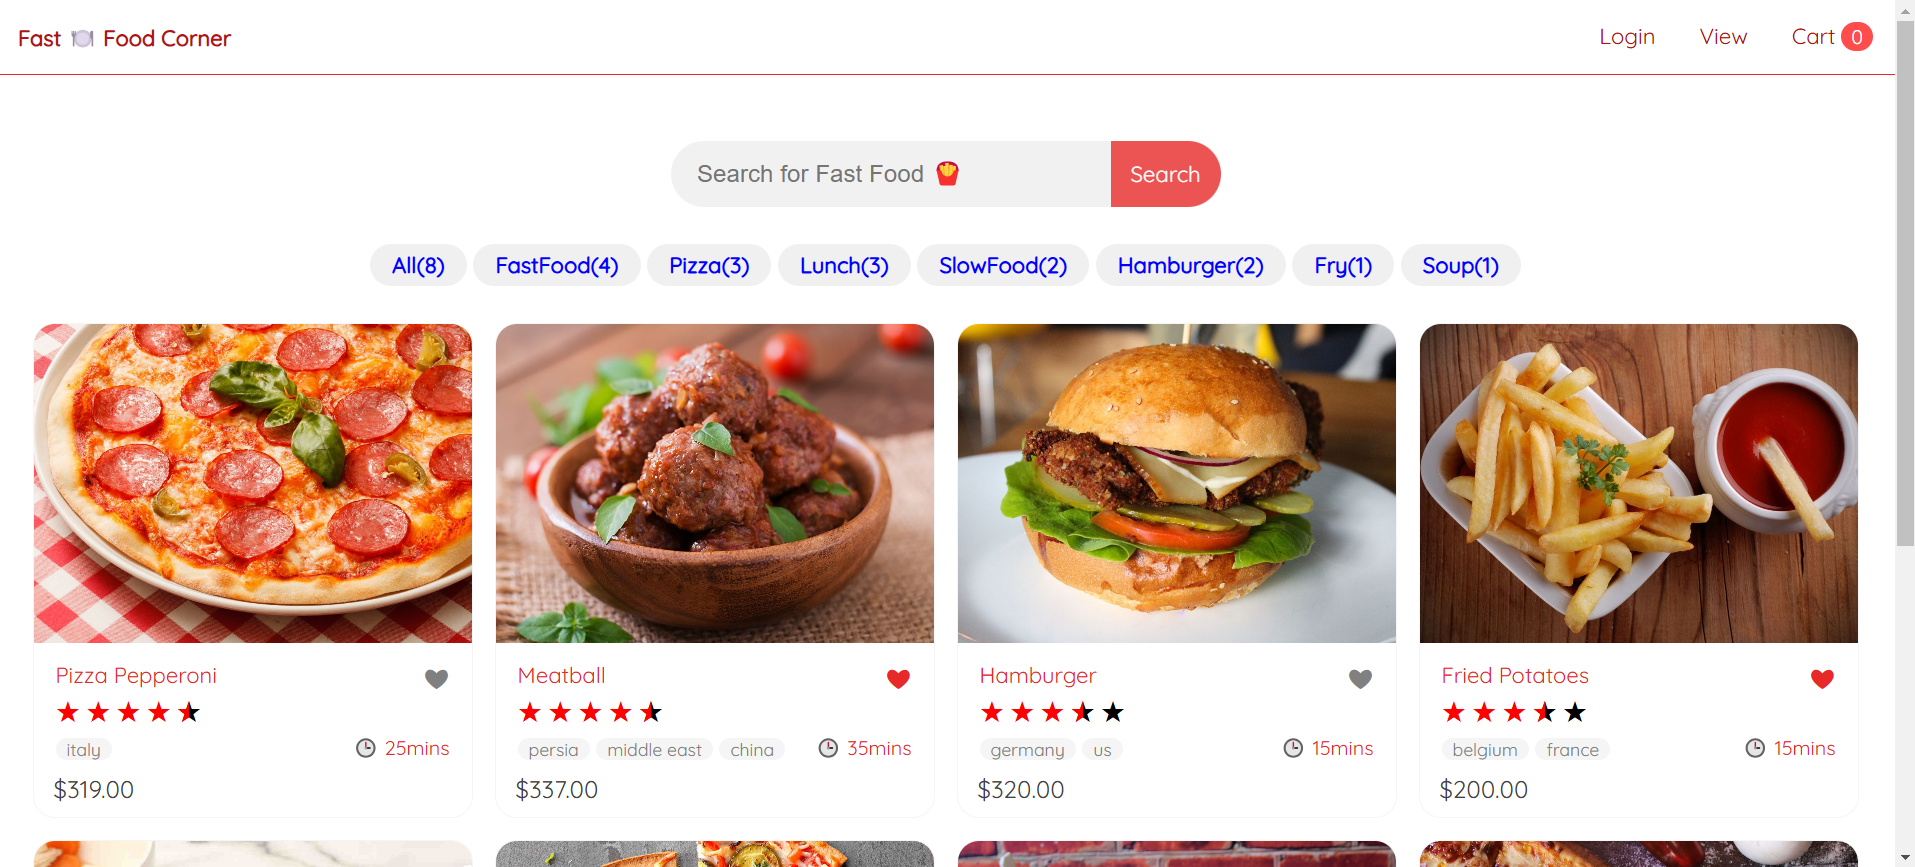 Fast 🍽️ Food Corner
Login View Cart 0
Search for Fast Food 🍟 Search
All(8) FastFood(4) Pizza(3) Lunch(3) SlowFood(2) Hamburger(2) Fry(1) Soup(1)
Pizza Pepperoni
italy 25mins
$319.00
Meatball
persia middle east china 35mins
$337.00
Hamburger
germany us 15mins
$320.00
Fried Potatoes
belgium france 15mins
$200.00